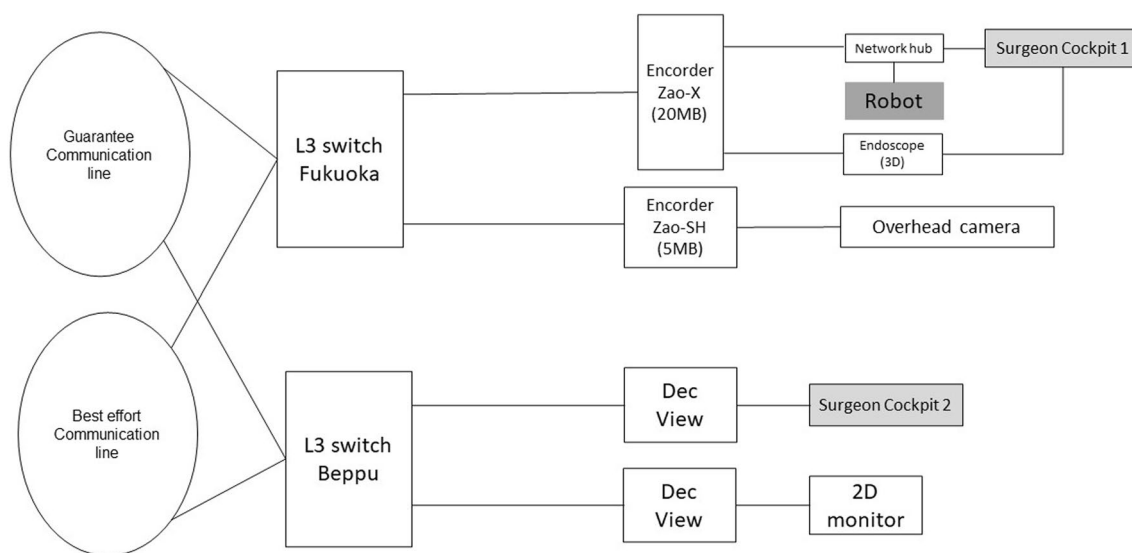 Guarantee
Communication
line
Best effort
Communication
line
L3 switch
Fukuoka
L3 switch
Beppu
Encorder
Zao-X
(20MB)
Network hub
Surgeon Cockpit 1
Robot
Endoscope
(3D)
Encorder
Zao-SH
(5MB)
Overhead camera
Dec
View
Surgeon Cockpit 2
Dec
View
2D
monitor